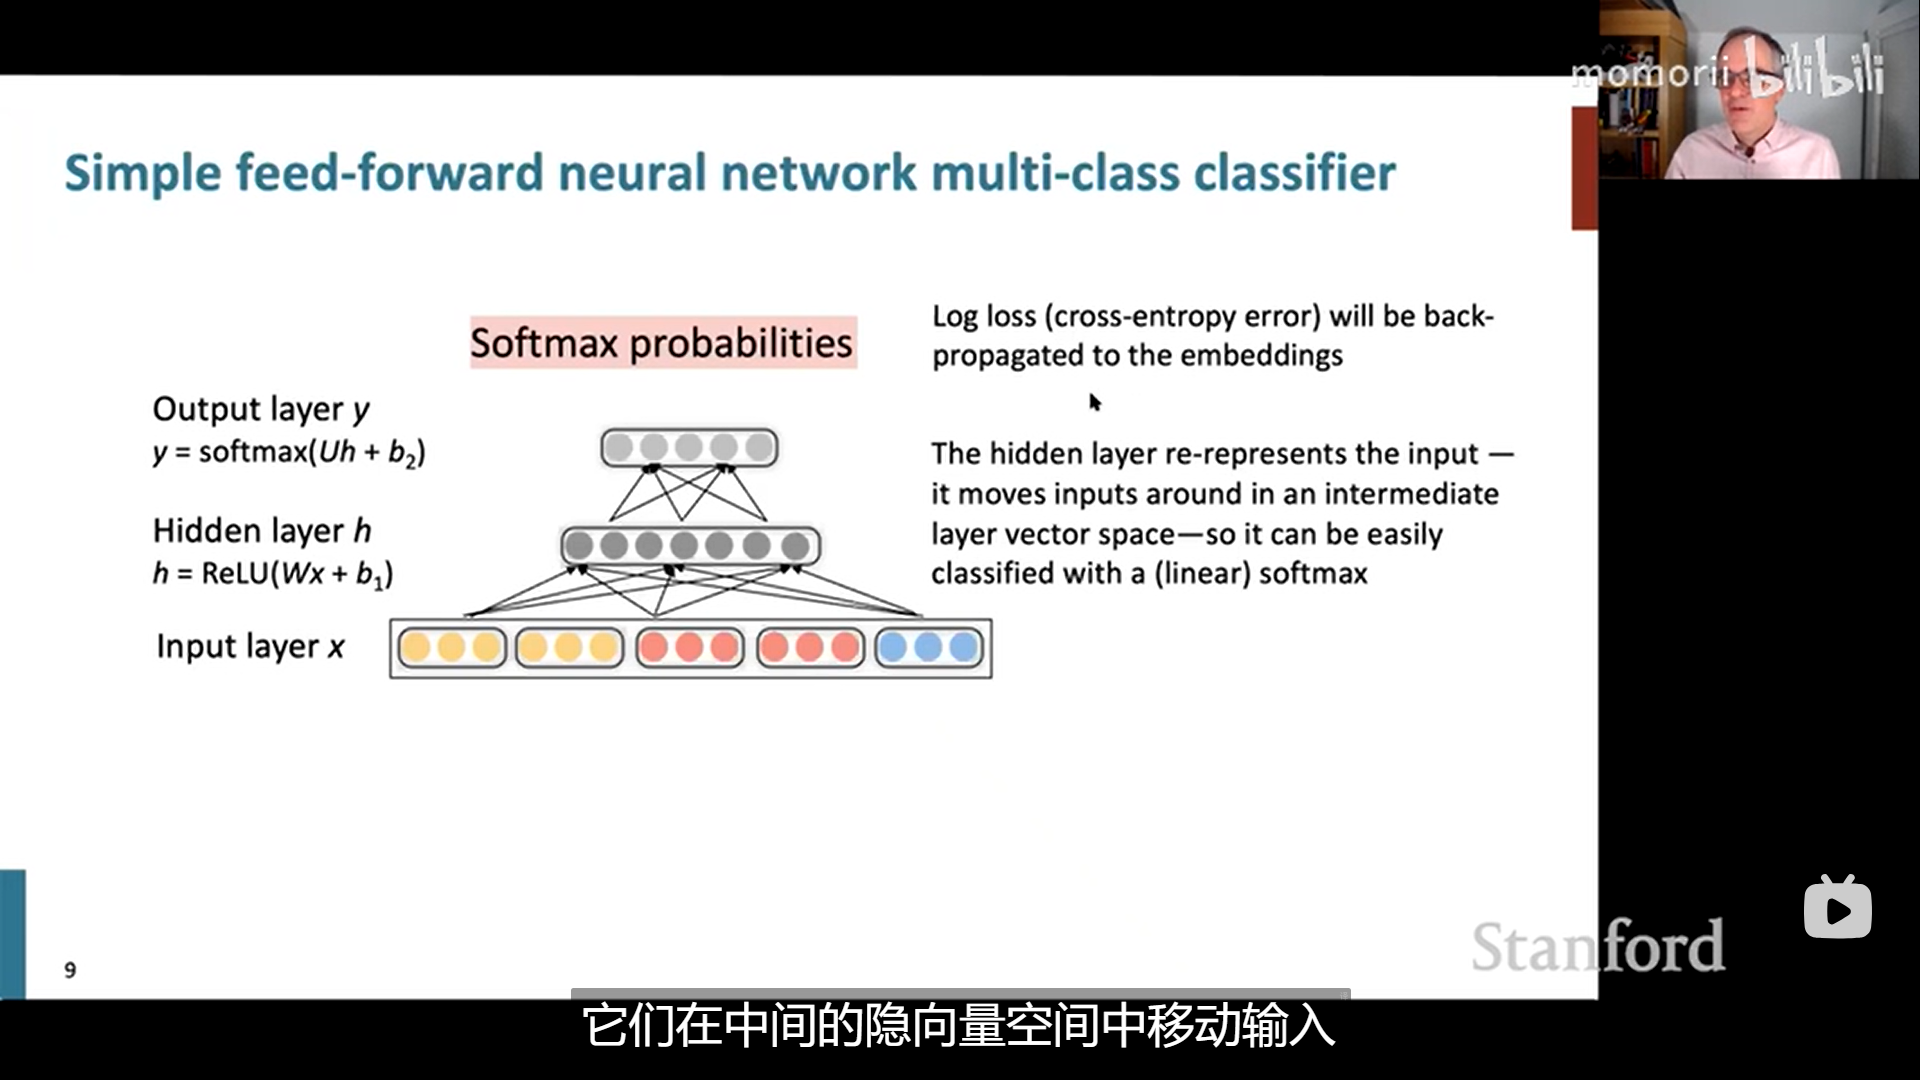 momorii bilibili
Simple feed-forward neural network multi-class classifier
Softmax probabilities
Log loss (cross-entropy error) will be back-
propagated to the embeddings
Output layer y
y = softmax(Uh + b₂)
The hidden layer re-represents the input —
it moves inputs around in an intermediate
layer vector space—so it can be easily
classified with a (linear) softmax
Hidden layer h
h = ReLU(Wx + b₁)
Input layer x
Stanford
9
它们在中间的隐向量空间中移动输入